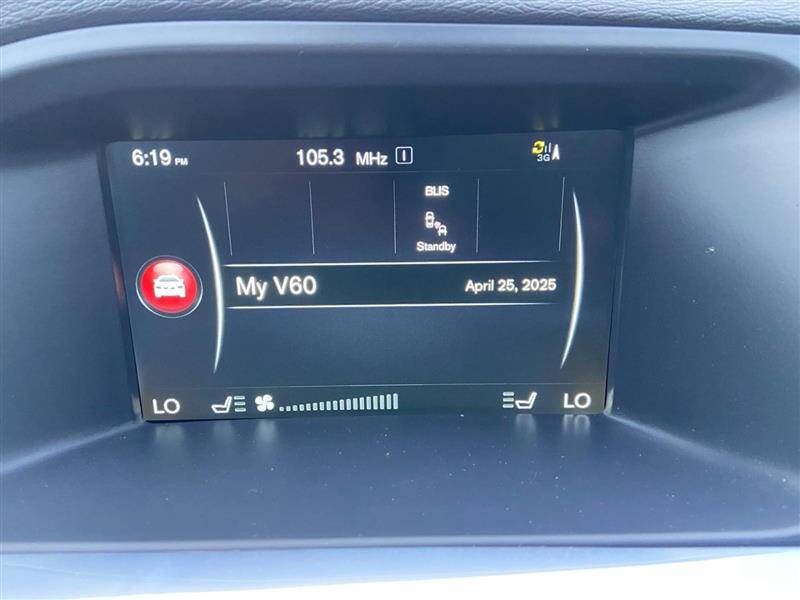 6:19 PM 105.3 MHz I 3G
BLIS
Standby
My V60 April 25, 2025
LO LO